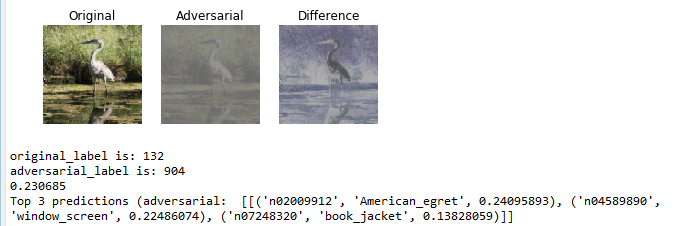 Original Adversarial Difference
original_label is: 132
adversarial_label is: 904
0.230685
Top 3 predictions (adversarial:  [[('n02009912', 'American_egret', 0.24095893), ('n04589890',
'window_screen', 0.22486074), ('n07248320', 'book_jacket', 0.13828059)]]